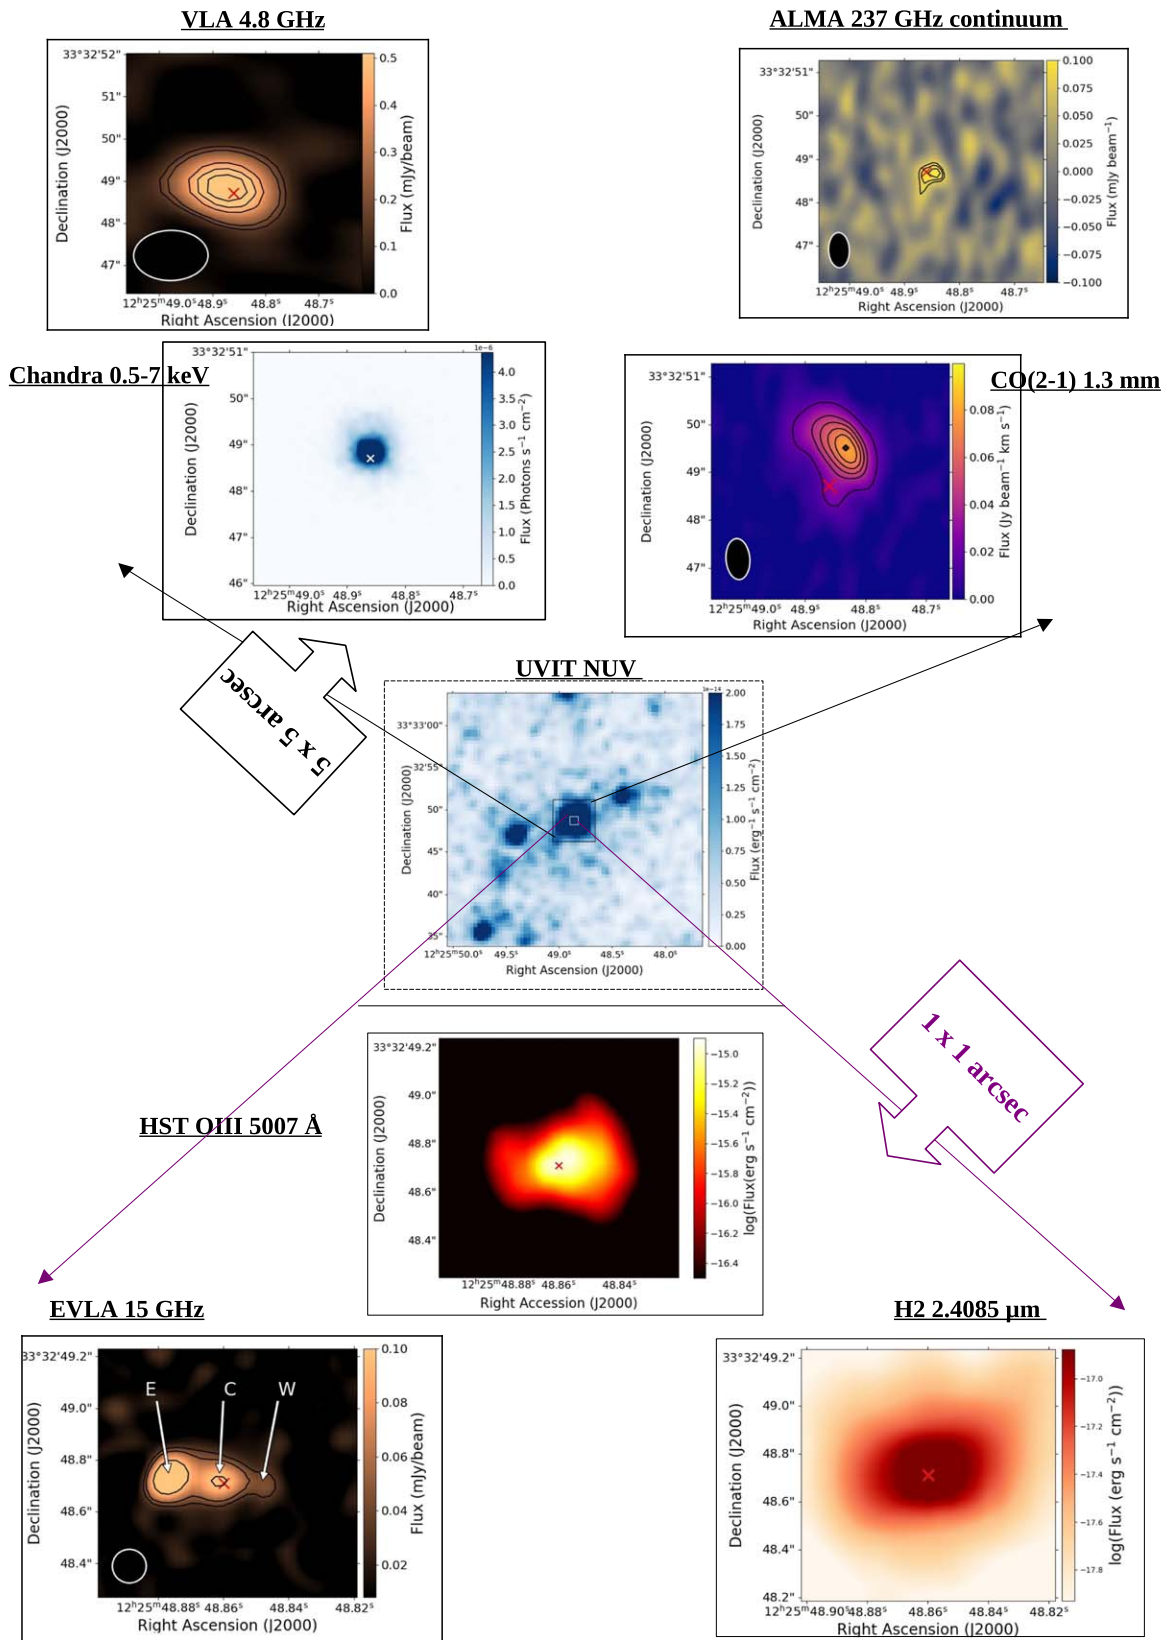 VLA 4.8 GHz
33°32'52"
51"
50"
49"
48"
47"
Declination (J2000)
12ʰ25ᵐ49.0ˢ 48.9ˢ 48.8ˢ 48.7ˢ
Right Ascension (J2000)
0.5
0.4
0.3
0.2
0.1
0.0
Flux (mJy/beam)
ALMA 237 GHz continuum
33°32'51"
50"
49"
48"
47"
Declination (J2000)
12ʰ25ᵐ49.0ˢ 48.9ˢ 48.8ˢ 48.7ˢ
Right Ascension (J2000)
0.100
0.075
0.050
0.025
0.000
−0.025
−0.050
−0.075
−0.100
Flux (mJy beam⁻¹)
Chandra 0.5-7 keV
33°32'51"
50"
49"
48"
47"
46"
Declination (J2000)
12ʰ25ᵐ49.0ˢ 48.9ˢ 48.8ˢ 48.7ˢ
Right Ascension (J2000)
1e−6
4.0
3.5
3.0
2.5
2.0
1.5
1.0
0.5
0.0
Flux (Photons s⁻¹ cm⁻²)
CO(2-1) 1.3 mm
33°32'51"
50"
49"
48"
47"
Declination (J2000)
12ʰ25ᵐ49.0ˢ 48.9ˢ 48.8ˢ 48.7ˢ
Right Ascension (J2000)
0.08
0.06
0.04
0.02
0.00
Flux (Jy beam⁻¹ km s⁻¹)
5 x 5 arcsec
UVIT NUV
33°33'00"
32'55"
50"
45"
40"
35"
Declination (J2000)
12ʰ25ᵐ50.0ˢ 49.5ˢ 49.0ˢ 48.5ˢ 48.0ˢ
Right Ascension (J2000)
1e−14
2.00
1.75
1.50
1.25
1.00
0.75
0.50
0.25
0.00
Flux (erg⁻¹ s⁻¹ cm⁻²)
1 x 1 arcsec
HST OIII 5007 Å
33°32'49.2"
49.0"
48.8"
48.6"
48.4"
Declination (J2000)
12ʰ25ᵐ48.88ˢ 48.86ˢ 48.84ˢ
Right Accession (J2000)
−15.0
−15.2
−15.4
−15.6
−15.8
−16.0
−16.2
−16.4
log(Flux(erg s⁻¹ cm⁻²))
EVLA 15 GHz
33°32'49.2"
49.0"
48.8"
48.6"
48.4"
Declination (J2000)
E C W
12ʰ25ᵐ48.88ˢ 48.86ˢ 48.84ˢ 48.82ˢ
Right Ascension (J2000)
0.10
0.08
0.06
0.04
0.02
Flux (mJy/beam)
H2 2.4085 μm
33°32'49.2"
49.0"
48.8"
48.6"
48.4"
48.2"
Declination (J2000)
12ʰ25ᵐ48.90ˢ48.88ˢ 48.86ˢ 48.84ˢ 48.82ˢ
Right Ascension (J2000)
−17.0
−17.2
−17.4
−17.6
−17.8
log(Flux (erg s⁻¹ cm⁻²))